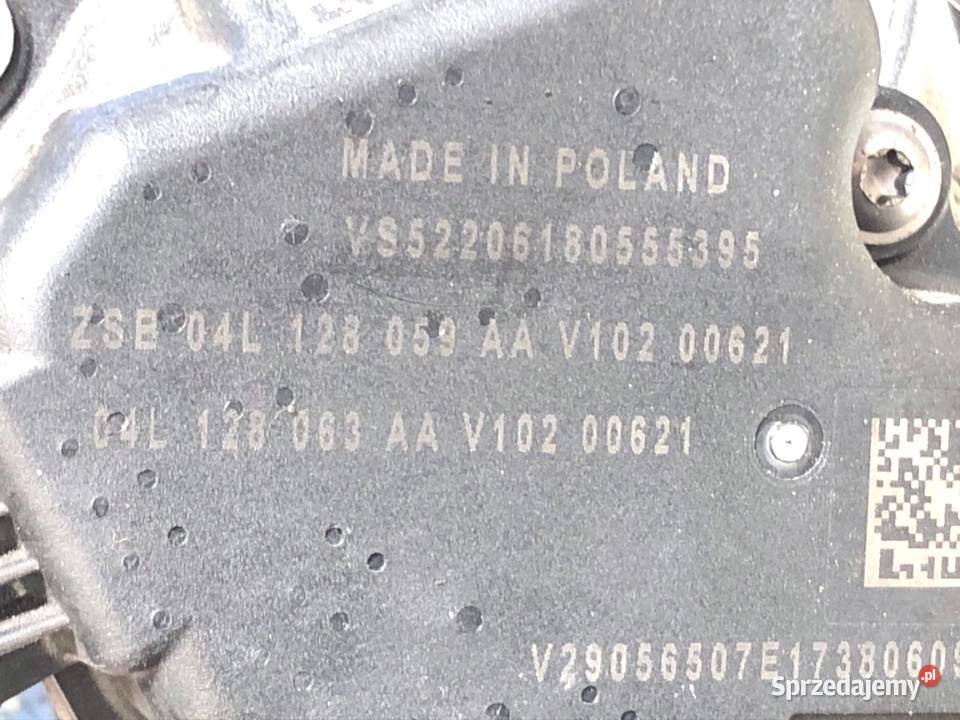 MADE IN POLAND
VS52206180555395
ZSB 04L 128 059 AA V102 00621
04L 128 063 AA V102 00621
V29056507E17380609
Sprzedajemy.pl